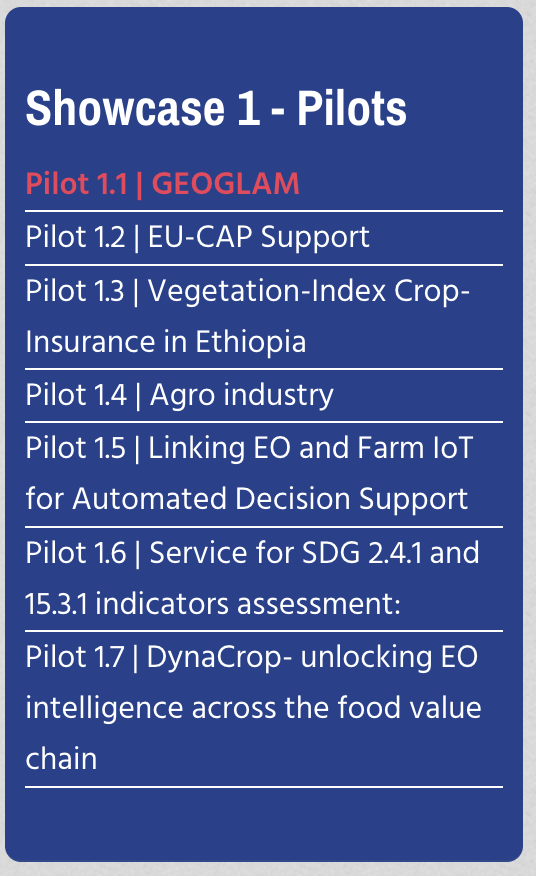 Showcase 1 - Pilots
Pilot 1.1 | GEOGLAM
Pilot 1.2 | EU-CAP Support
Pilot 1.3 | Vegetation-Index Crop-
Insurance in Ethiopia
Pilot 1.4 | Agro industry
Pilot 1.5 | Linking EO and Farm IoT
for Automated Decision Support
Pilot 1.6 | Service for SDG 2.4.1 and
15.3.1 indicators assessment:
Pilot 1.7 | DynaCrop- unlocking EO
intelligence across the food value
chain